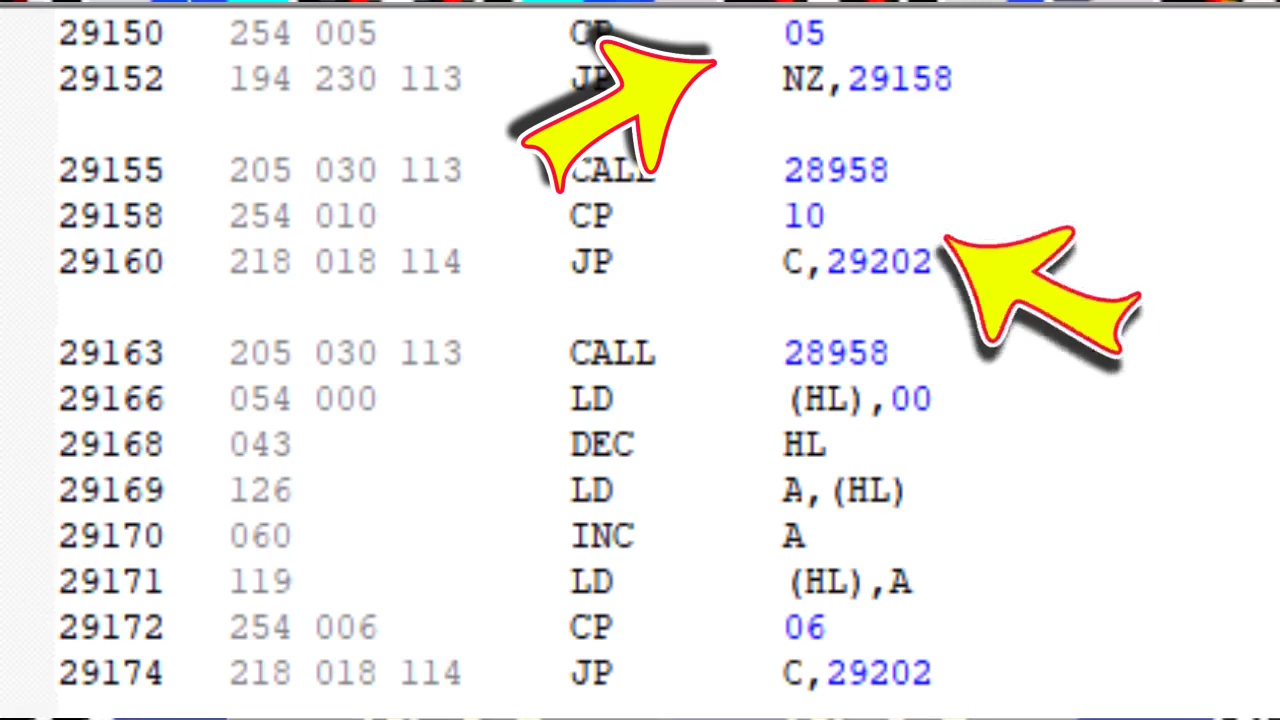 29150 254 005 CP 05
29152 194 230 113 JP NZ,29158
29155 205 030 113 CALL 28958
29158 254 010 CP 10
29160 218 018 114 JP C,29202
29163 205 030 113 CALL 28958
29166 054 000 LD (HL),00
29168 043 DEC HL
29169 126 LD A,(HL)
29170 060 INC A
29171 119 LD (HL),A
29172 254 006 CP 06
29174 218 018 114 JP C,29202